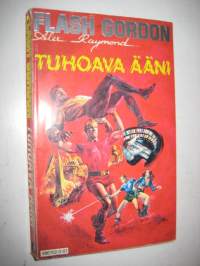 FLASH GORDON
Alex Raymond
TUHOAVA ÄÄNI